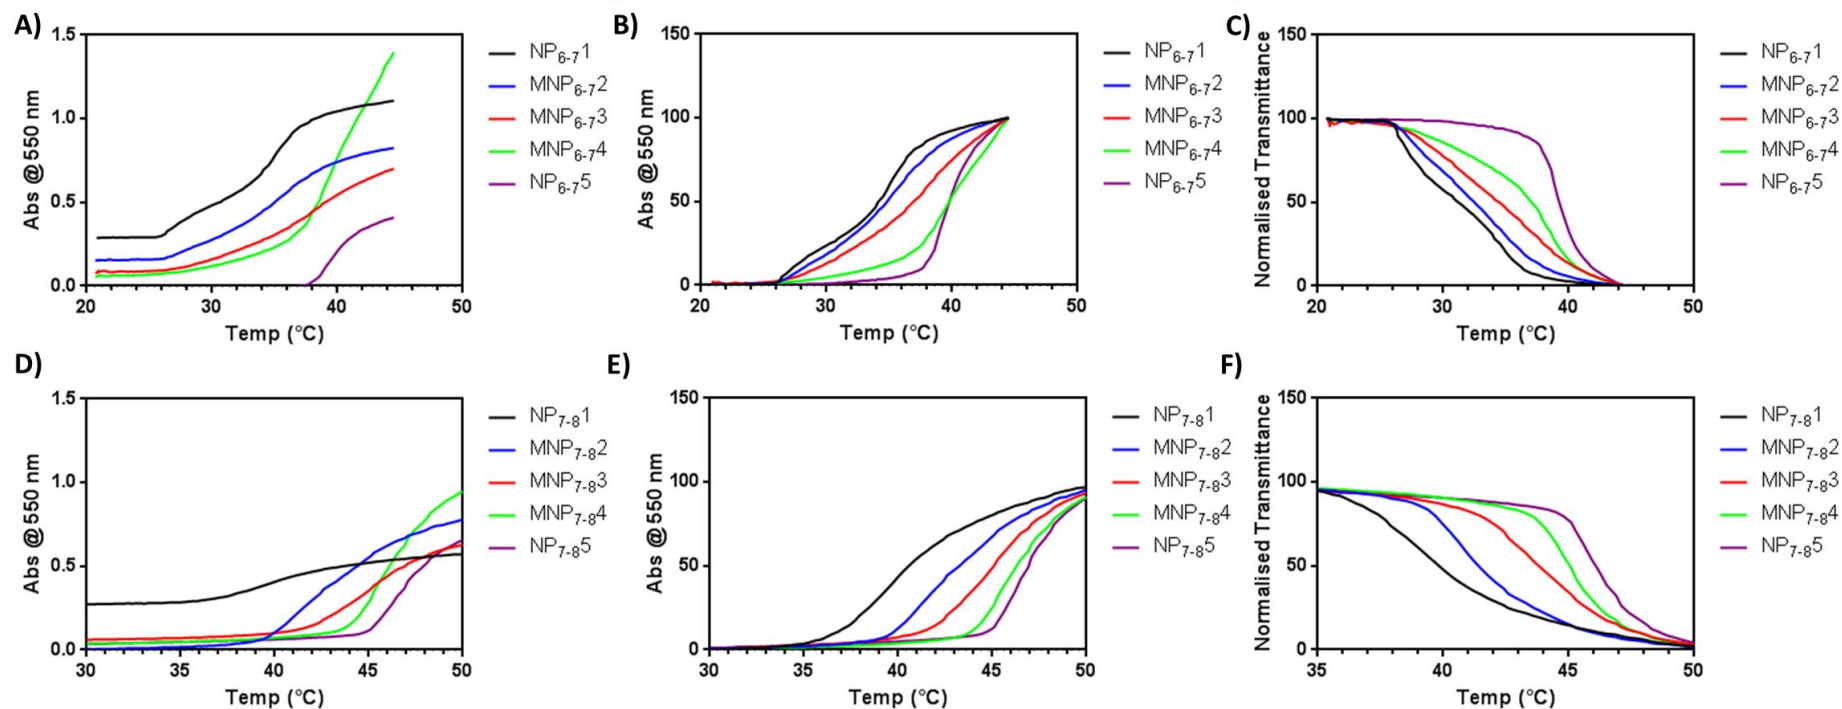 A)
Abs @550 nm
1.5
1.0
0.5
0.0
20 30 40 50
Temp (°C)
NP6-71
MNP6-72
MNP6-73
MNP6-74
NP6-75
B)
Abs @550 nm
150
100
50
0
20 30 40 50
Temp (°C)
NP6-71
MNP6-72
MNP6-73
MNP6-74
NP6-75
C)
Normalised Transmittance
150
100
50
0
20 30 40 50
Temp (°C)
NP6-71
MNP6-72
MNP6-73
MNP6-74
NP6-75
D)
Abs @550 nm
1.5
1.0
0.5
0.0
30 35 40 45 50
Temp (°C)
NP7-81
MNP7-82
MNP7-83
MNP7-84
NP7-85
E)
Abs @550 nm
150
100
50
0
30 35 40 45 50
Temp (°C)
NP7-81
MNP7-82
MNP7-83
MNP7-84
NP7-85
F)
Normalised Transmittance
150
100
50
0
35 40 45 50
Temp (°C)
NP7-81
MNP7-82
MNP7-83
MNP7-84
NP7-85